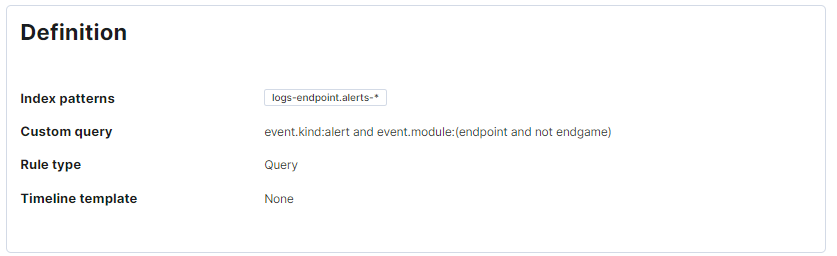 Definition
Index patterns logs-endpoint.alerts-*
Custom query event.kind:alert and event.module:(endpoint and not endgame)
Rule type Query
Timeline template None